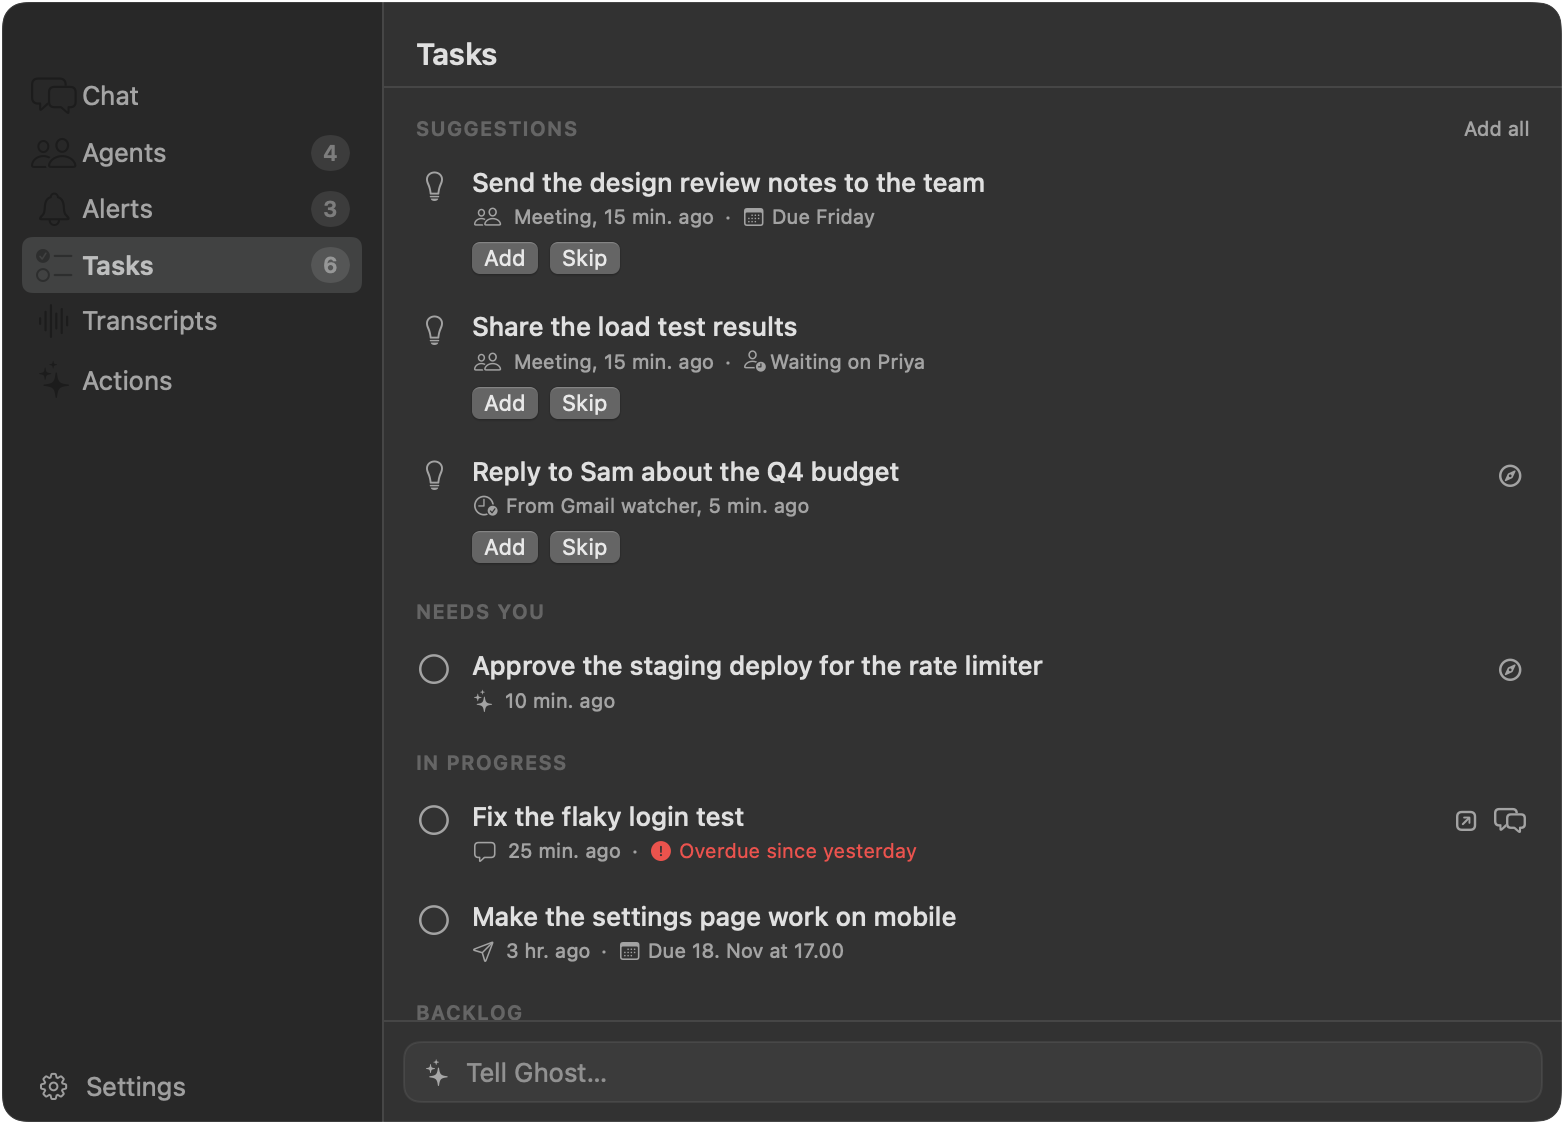 Chat
Agents 4
Alerts 3
Tasks 6
Transcripts
Actions
Settings
Tasks
SUGGESTIONS
Add all
Send the design review notes to the team
Meeting, 15 min. ago · Due Friday
Add Skip
Share the load test results
Meeting, 15 min. ago · Waiting on Priya
Add Skip
Reply to Sam about the Q4 budget
From Gmail watcher, 5 min. ago
Add Skip
NEEDS YOU
Approve the staging deploy for the rate limiter
10 min. ago
IN PROGRESS
Fix the flaky login test
25 min. ago · Overdue since yesterday
Make the settings page work on mobile
3 hr. ago · Due 18. Nov at 17.00
BACKLOG
Tell Ghost...